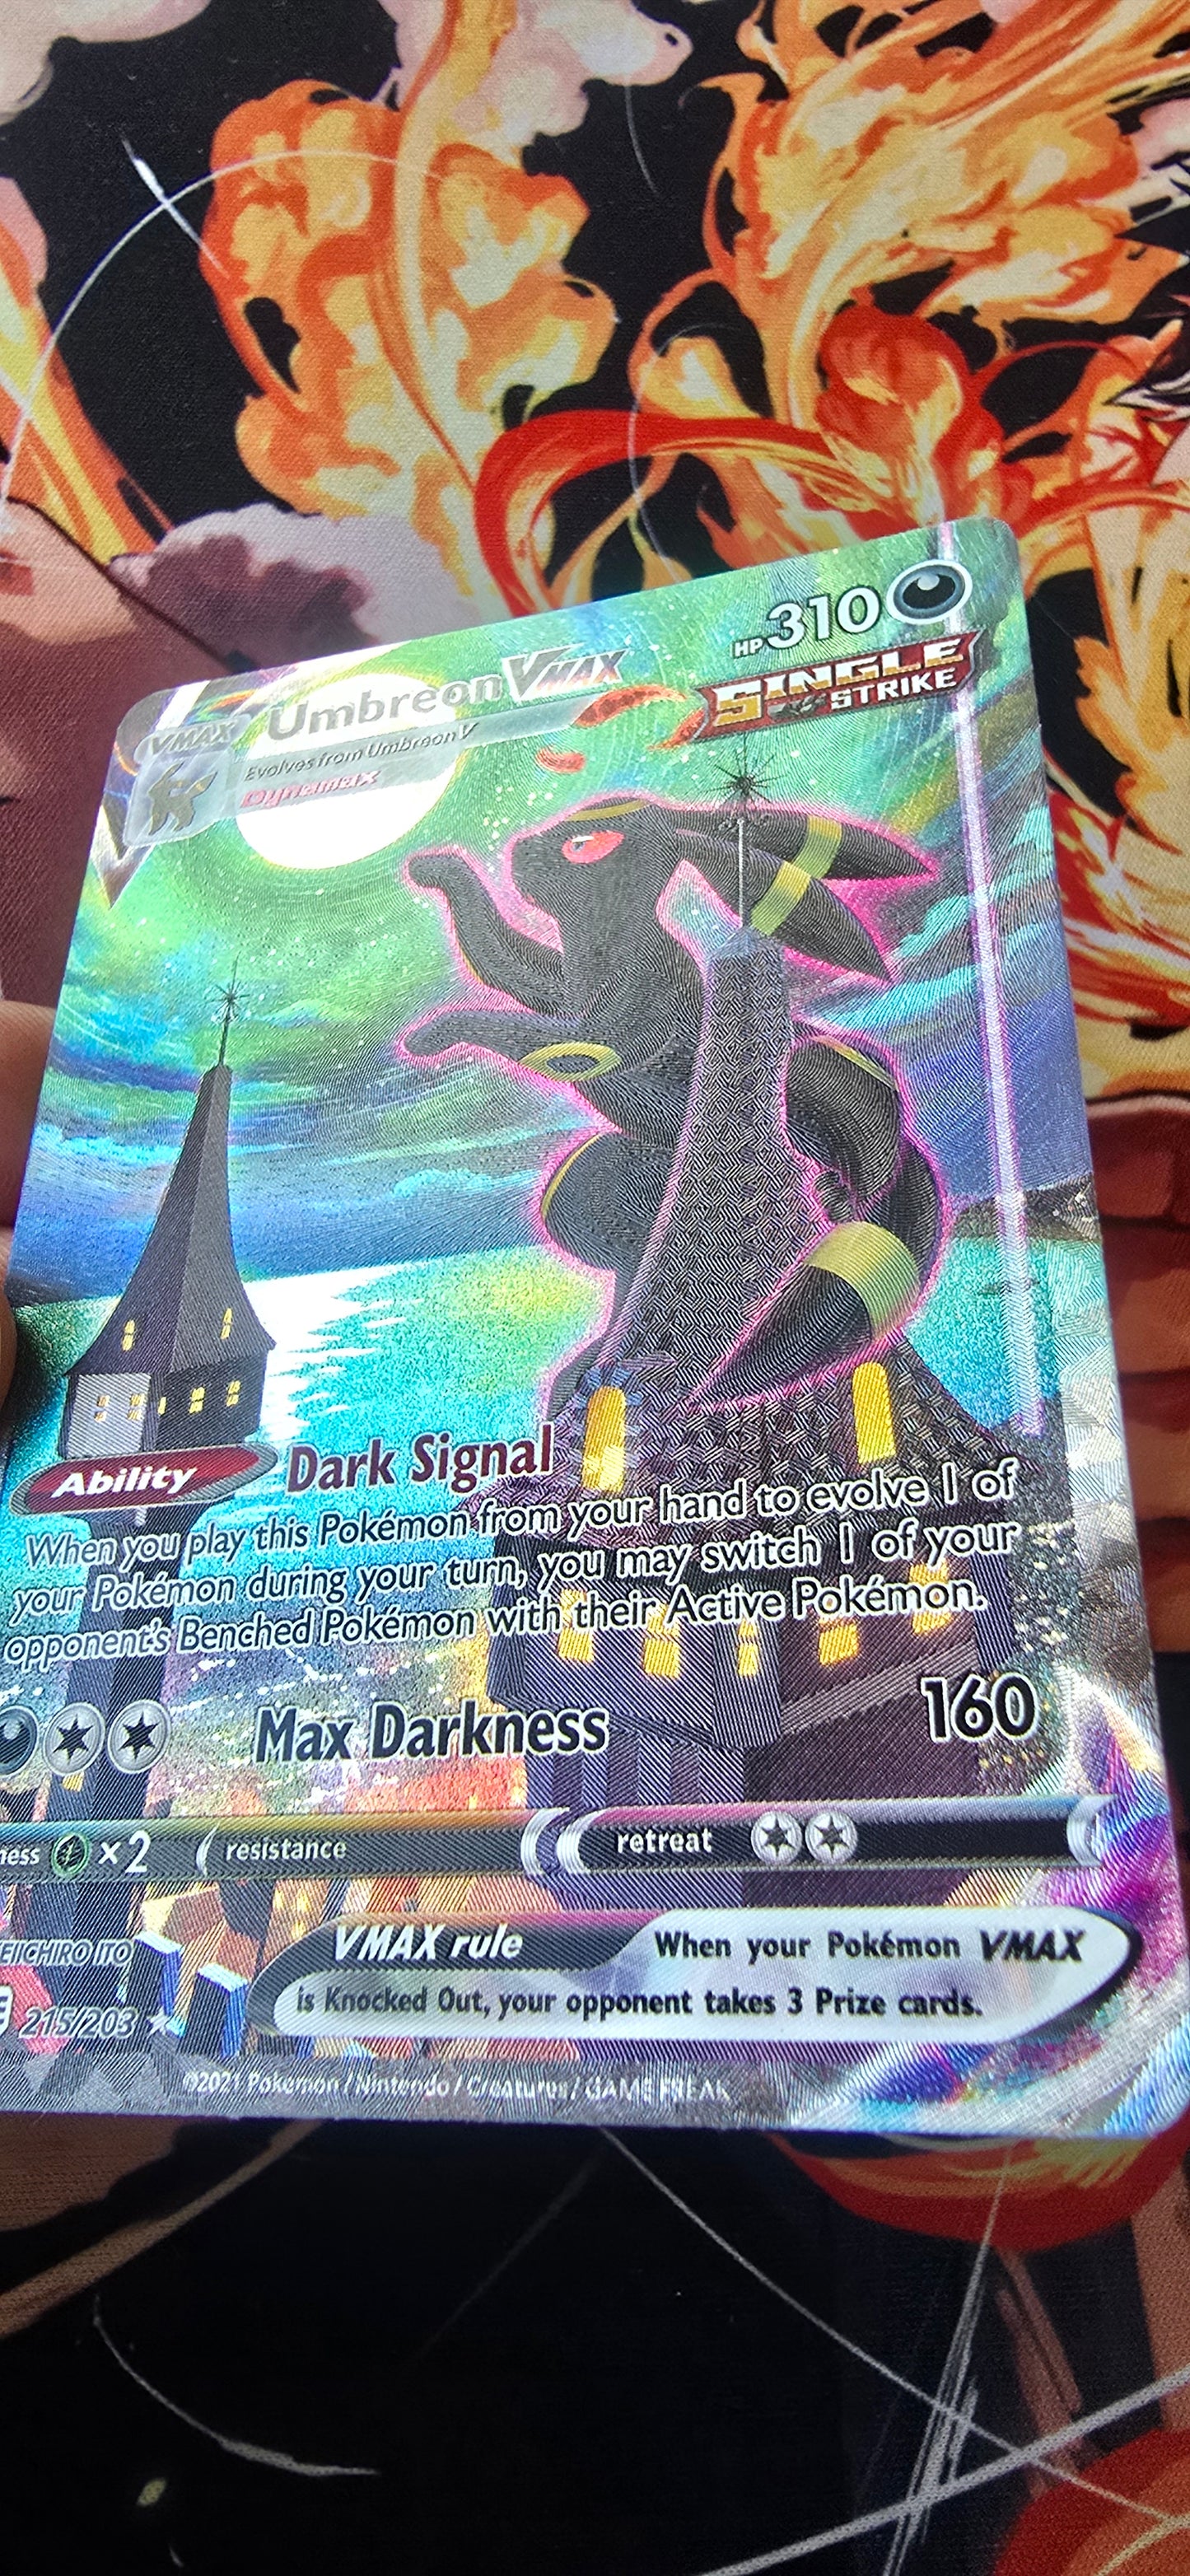 HP310
SINGLE
STRIKE
VMAX Umbreon VMAX
Evolves from Umbreon V
Dynamax
Ability Dark Signal
When you play this Pokémon from your hand to evolve 1 of
your Pokémon during your turn, you may switch 1 of your
opponent's Benched Pokémon with their Active Pokémon.
Max Darkness 160
ness ×2 resistance retreat
EIICHIRO ITO
VMAX rule When your Pokémon VMAX
is Knocked Out, your opponent takes 3 Prize cards.
E 215/203
©2021 Pokémon / Nintendo / Creatures / GAME FREAK